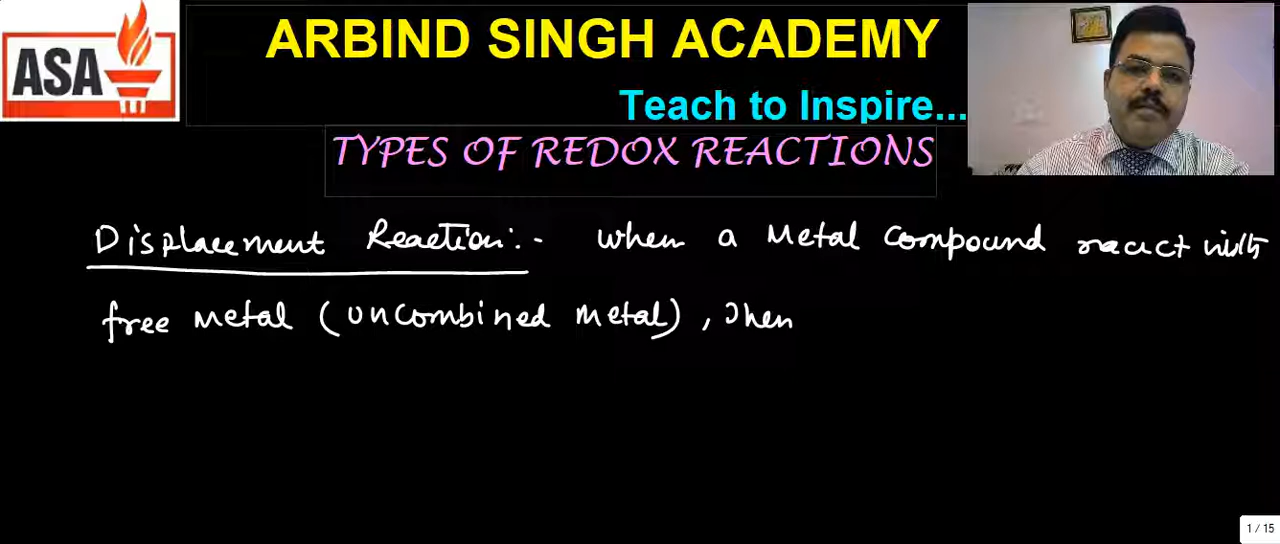 ASA
ARBIND SINGH ACADEMY
Teach to Inspire...
TYPES OF REDOX REACTIONS
Displacement Reaction:- when a Metal compound react with
free metal (uncombined metal), then
1 / 15